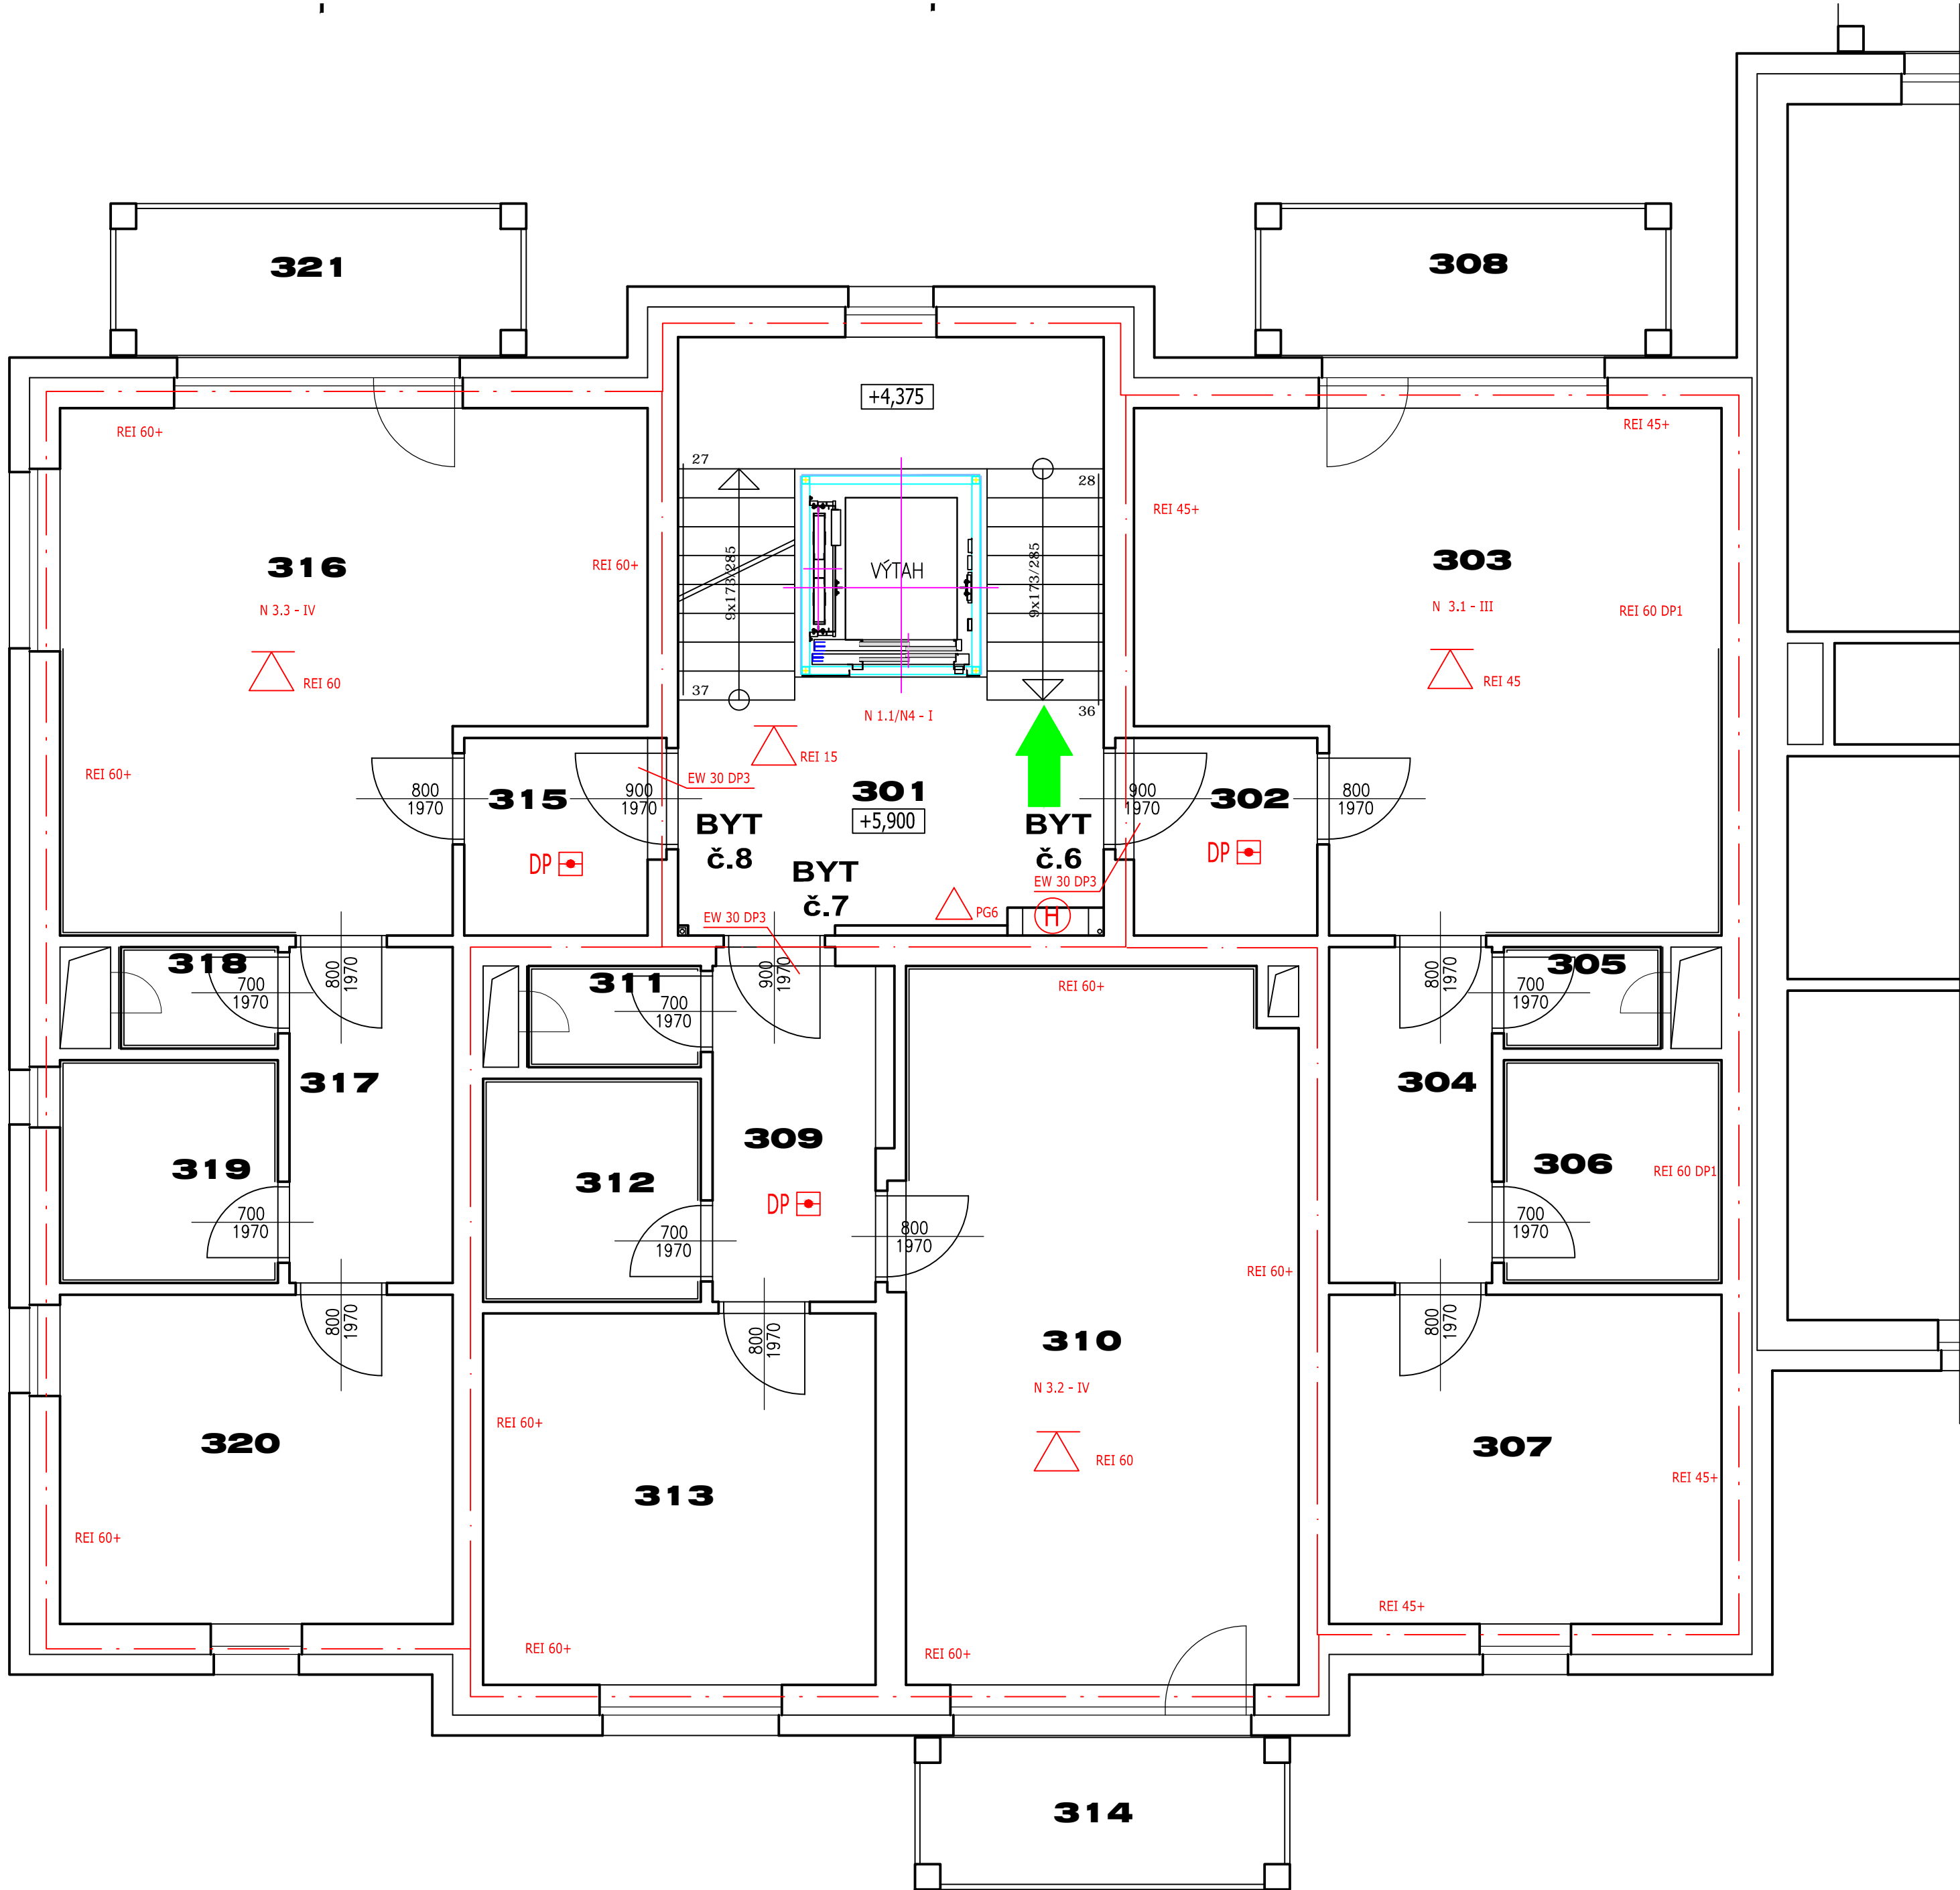 321
308
+4,375
REI 60+
REI 45+
27
28
REI 45+
9x173/285
VÝTAH
9x173/285
316
REI 60+
303
N 3.3 - IV
N 3.1 - III
REI 60 DP1
REI 60
REI 45
37
36
N 1.1/N4 - I
REI 15
REI 60+
EW 30 DP3
800
1970
315
900
1970
301
+5,900
900
1970
302
800
1970
BYT
č.8
BYT
č.6
DP
DP
BYT
č.7
EW 30 DP3
EW 30 DP3
PG6
H
318
700
1970
800
1970
311
700
1970
900
1970
REI 60+
800
1970
305
700
1970
317
304
309
319
312
306
REI 60 DP1
DP
700
1970
700
1970
800
1970
700
1970
REI 60+
800
1970
800
1970
800
1970
310
N 3.2 - IV
REI 60+
320
REI 60
307
313
REI 45+
REI 60+
REI 45+
REI 60+
REI 60+
314